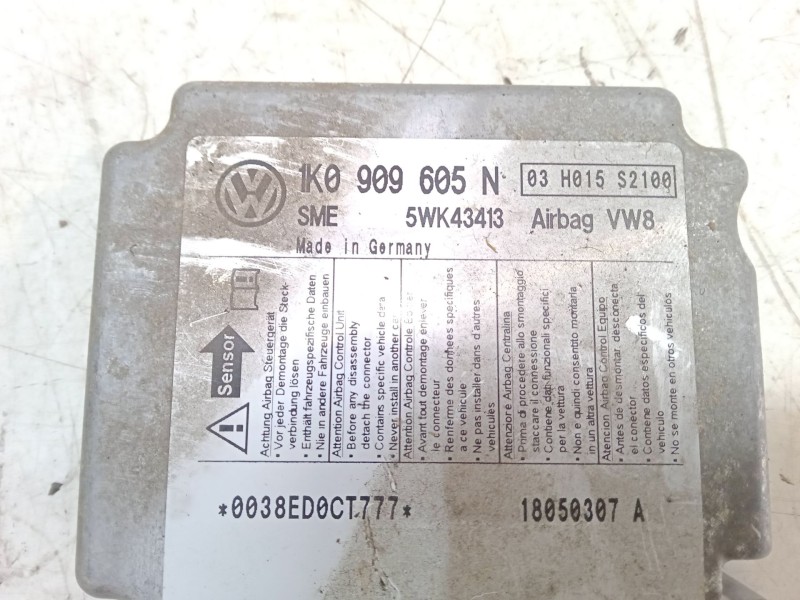 1K0 909 605 N
03 H015 S2100
SME 5WK43413 Airbag VW8
Made in Germany
Sensor
Achtung Airbag Steuergerät
• Vor jeder Demontage die Steck-
verbindung lösen
• Enthält fahrzeugspezifische Daten
• Nie in andere Fahrzeuge einbauen
Attention Airbag Control Unit
• Before any disassembly
detach the connector
• Contains specific vehicle data
• Never install in another car
Attention Airbag Controle
• Avant tout demontage enlever
le connecteur
• Renferme des donnees specifiques
a ce vehicule
• Ne pas installer dans d'autres
vehicules
Attenzione Airbag Centralina
• Prima di procedere allo smontaggio
staccare il connessione
• Contiene dati funzionali specifici
per la vettura
• Non e quindi consentito montarla
in un altra vettura
Atencion Airbag Control Equipo
• Antes de desmontar desconecta
el conector
• Contiene datos especificos del
vehiculo
• No se monte en otros vehiculos
*0038ED0CT777*
18050307 A